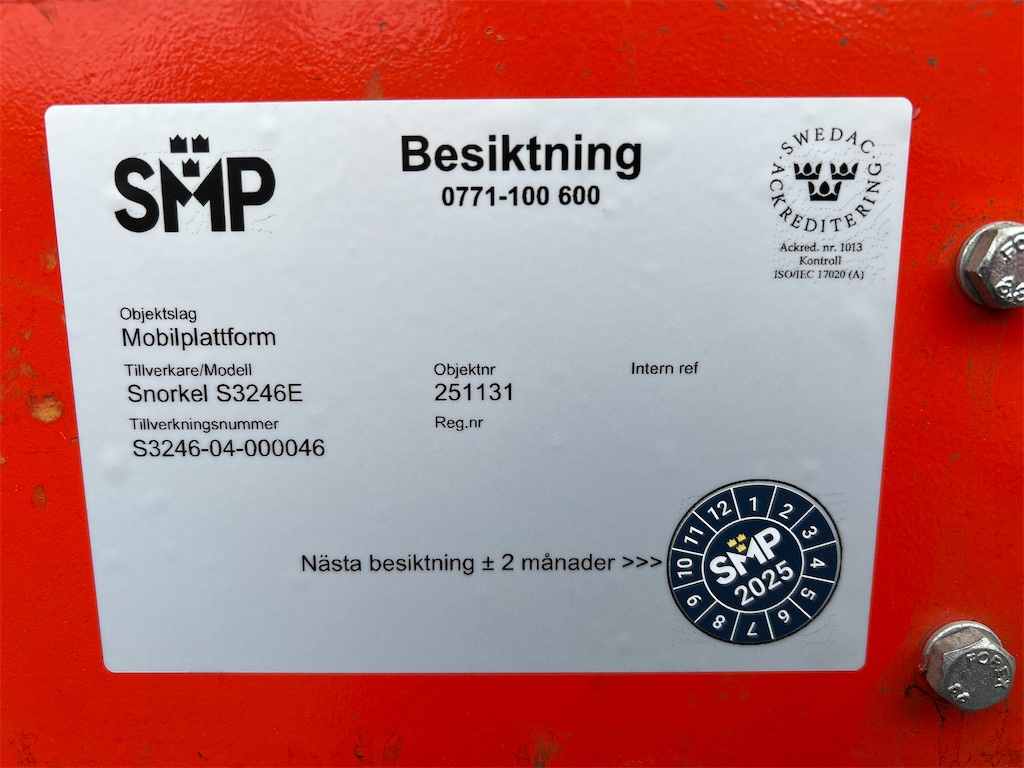 SMP
Besiktning
0771-100 600
SWEDAC
ACKREDITERING
Ackred. nr. 1013
Kontroll
ISO/IEC 17020 (A)
Objektslag
Mobilplattform
Tillverkare/Modell
Snorkel S3246E
Objektnr
251131
Intern ref
Tillverkningsnummer
S3246-04-000046
Reg.nr
Nästa besiktning ± 2 månader >>>
1 2 3 4 5 6 7 8 9 10 11 12
SMP
2025
FOREX